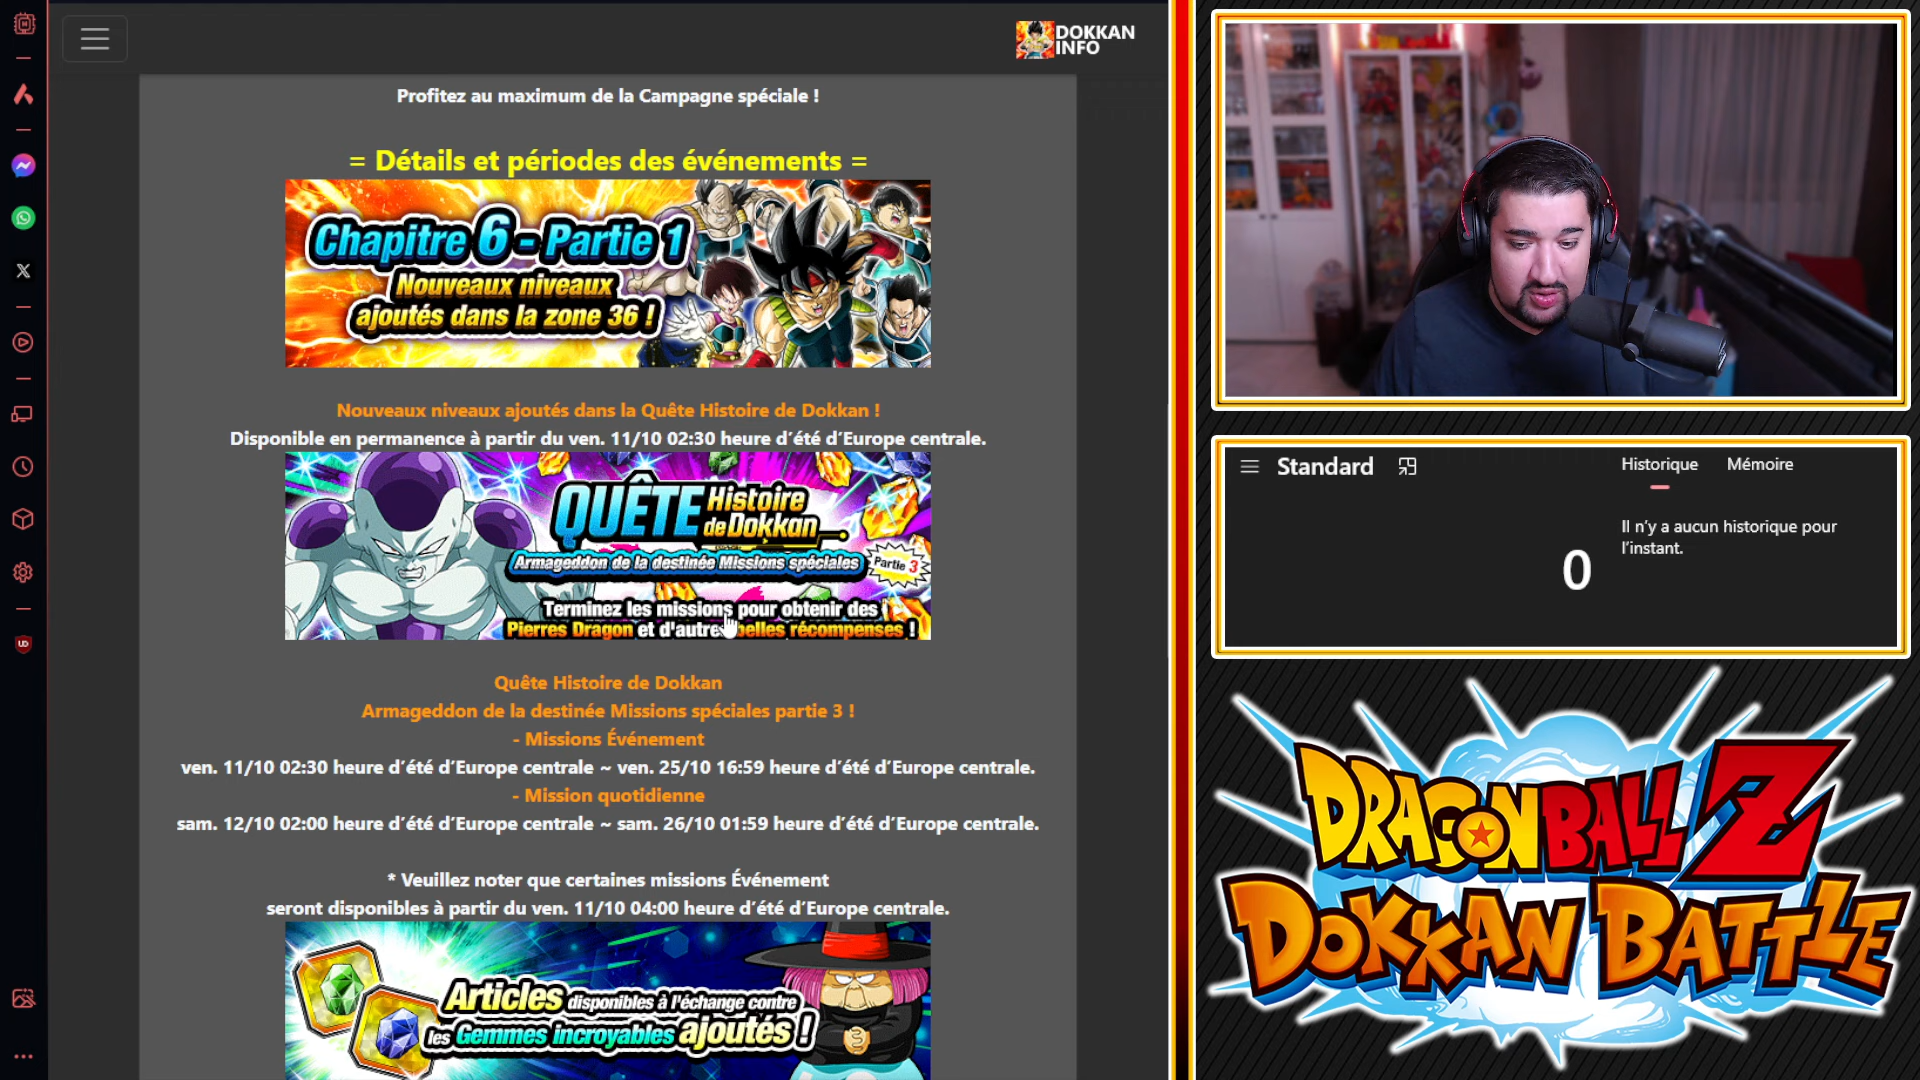 DOKKAN
INFO
Profitez au maximum de la Campagne spéciale !
= Détails et périodes des événements =
Chapitre 6 - Partie 1
Nouveaux niveaux
ajoutés dans la zone 36 !
Nouveaux niveaux ajoutés dans la Quête Histoire de Dokkan !
Disponible en permanence à partir du ven. 11/10 02:30 heure d’été d’Europe centrale.
QUÊTE Histoire
de Dokkan
Armageddon de la destinée Missions spéciales
Partie 3
Terminez les missions pour obtenir des
Pierres Dragon et d'autres belles récompenses !
Quête Histoire de Dokkan
Armageddon de la destinée Missions spéciales partie 3 !
- Missions Événement
ven. 11/10 02:30 heure d’été d’Europe centrale ~ ven. 25/10 16:59 heure d’été d’Europe centrale.
- Mission quotidienne
sam. 12/10 02:00 heure d’été d’Europe centrale ~ sam. 26/10 01:59 heure d’été d’Europe centrale.
* Veuillez noter que certaines missions Événement
seront disponibles à partir du ven. 11/10 04:00 heure d’été d’Europe centrale.
Articles disponibles à l'échange contre
les Gemmes incroyables ajoutés !
Standard
Historique
Mémoire
Il n’y a aucun historique pour
l’instant.
0
DRAGON BALL Z
DOKKAN BATTLE
UD